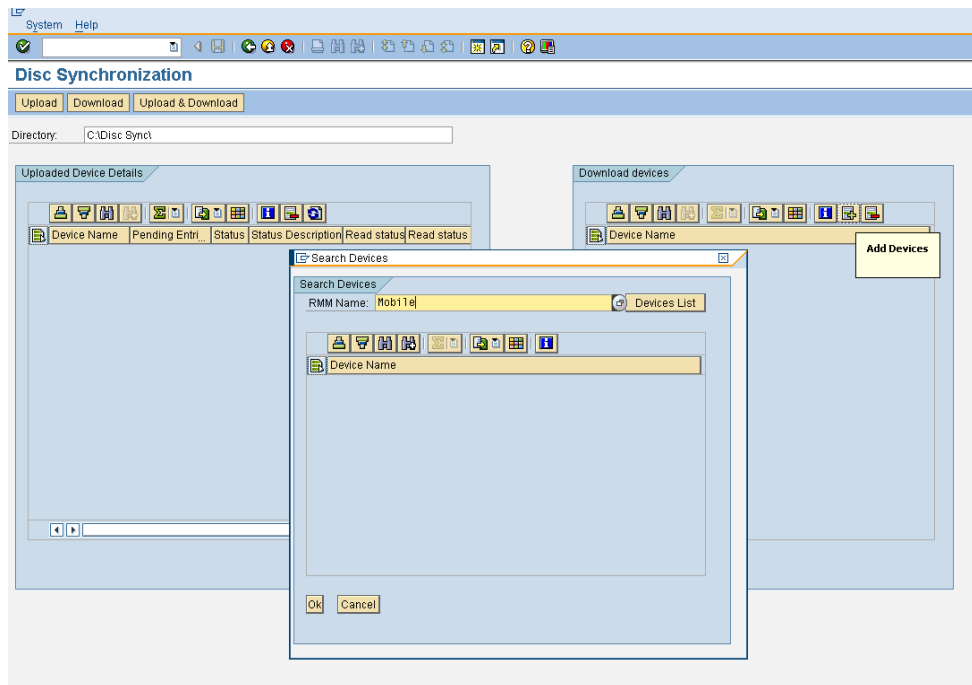 System Help
Disc Synchronization
Upload Download Upload & Download
Directory: C:\Disc Sync\
Uploaded Device Details
Device Name Pending Entri... Status Status Description Read status Read status
Download devices
Device Name
Add Devices
Search Devices
Search Devices
RMM Name: Mobile Devices List
Device Name
Ok Cancel